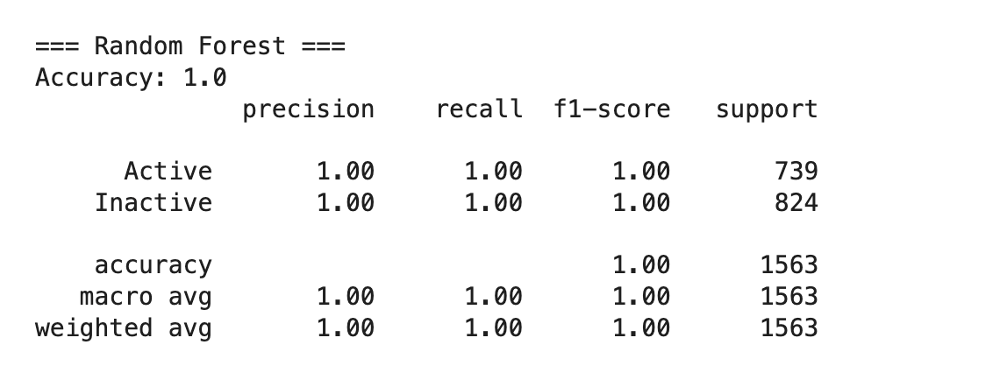 === Random Forest ===
Accuracy: 1.0
precision recall f1-score support
Active 1.00 1.00 1.00 739
Inactive 1.00 1.00 1.00 824
accuracy 1.00 1563
macro avg 1.00 1.00 1.00 1563
weighted avg 1.00 1.00 1.00 1563